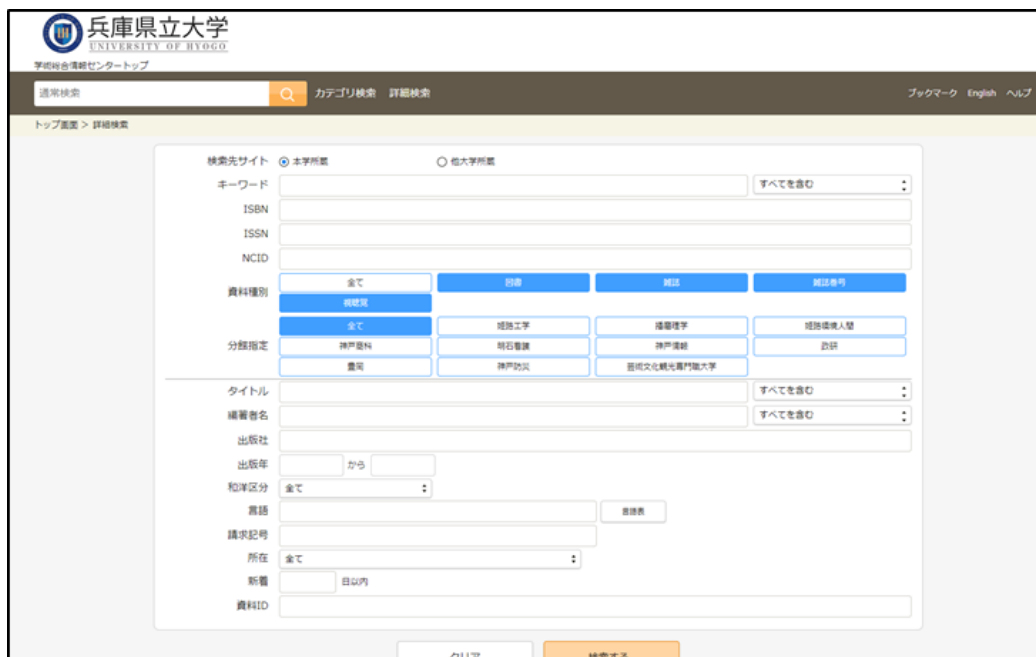 兵庫県立大学
UNIVERSITY OF HYOGO
学術総合情報センタートップ
通常検索 カテゴリ検索 詳細検索 ブックマーク English ヘルプ
トップ画面 > 詳細検索
検索先サイト 本学所蔵 他大学所蔵
キーワード すべてを含む
ISBN
ISSN
NCID
資料種別 全て 図書 雑誌 雑誌巻号
視聴覚
分館指定 全て 姫路工学 播磨理学 姫路環境人間
神戸商科 明石看護 神戸情報 政研
豊岡 神戸防災 芸術文化観光専門職大学
タイトル すべてを含む
編著者名 すべてを含む
出版社
出版年 から
和洋区分 全て
言語 言語表
請求記号
所在 全て
新着 日以内
資料ID
クリア 検索する